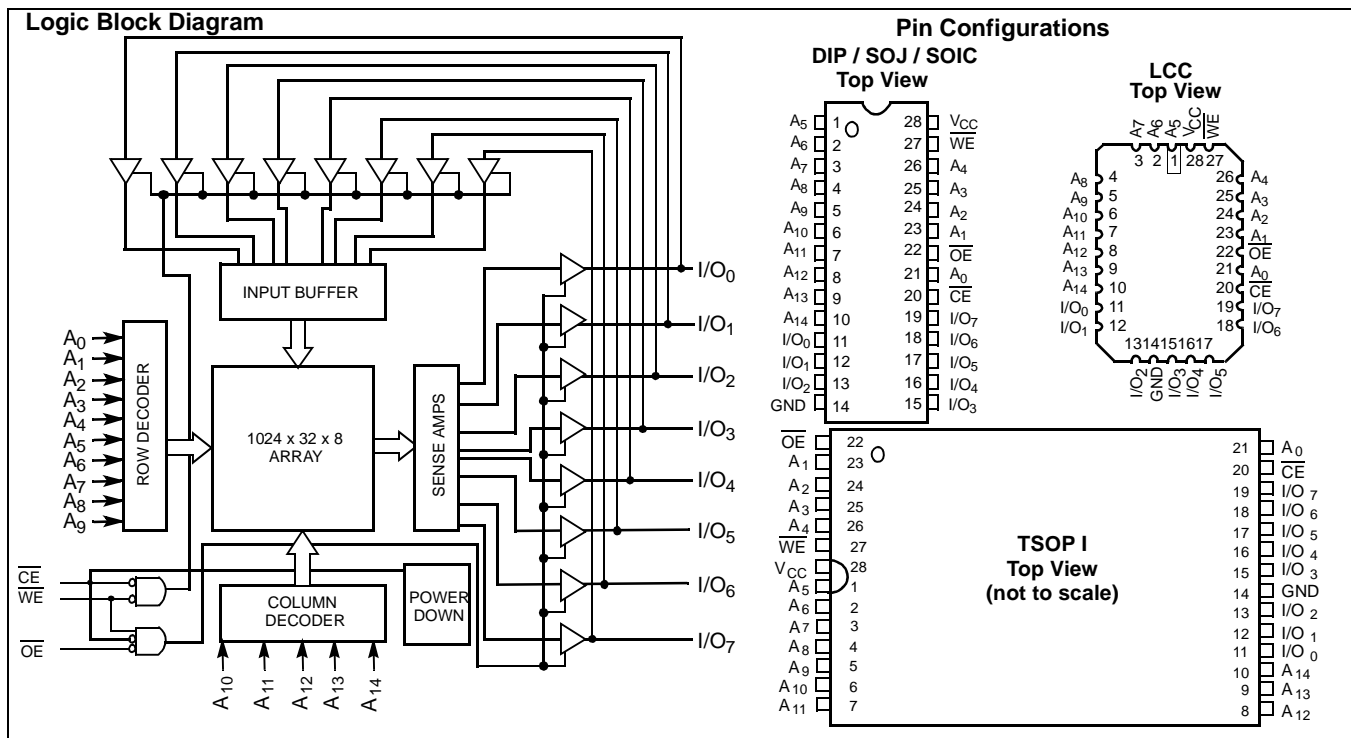 Logic Block Diagram
INPUT BUFFER
A0
A1
A2
A3
A4
A5
A6
A7
A8
A9
ROW DECODER
1024 x 32 x 8
ARRAY
SENSE AMPS
I/O0
I/O1
I/O2
I/O3
I/O4
I/O5
I/O6
I/O7
CE
WE
OE
COLUMN
DECODER
POWER
DOWN
A10
A11
A12
A13
A14
Pin Configurations
DIP / SOJ / SOIC
Top View
A5 1 28 VCC
A6 2 27 WE
A7 3 26 A4
A8 4 25 A3
A9 5 24 A2
A10 6 23 A1
A11 7 22 OE
A12 8 21 A0
A13 9 20 CE
A14 10 19 I/O7
I/O0 11 18 I/O6
I/O1 12 17 I/O5
I/O2 13 16 I/O4
GND 14 15 I/O3
LCC
Top View
A7 A6 A5 VCC WE
3 2 1 28 27
A8 4 26 A4
A9 5 25 A3
A10 6 24 A2
A11 7 23 A1
A12 8 22 OE
A13 9 21 A0
A14 10 20 CE
I/O0 11 19 I/O7
I/O1 12 18 I/O6
13 14 15 16 17
I/O2 GND I/O3 I/O4 I/O5
OE 22 21 A0
A1 23 20 CE
A2 24 19 I/O7
A3 25 18 I/O6
A4 26 17 I/O5
WE 27 16 I/O4
VCC 28 15 I/O3
A5 1 14 GND
A6 2 13 I/O2
A7 3 12 I/O1
A8 4 11 I/O0
A9 5 10 A14
A10 6 9 A13
A11 7 8 A12
TSOP I
Top View
(not to scale)